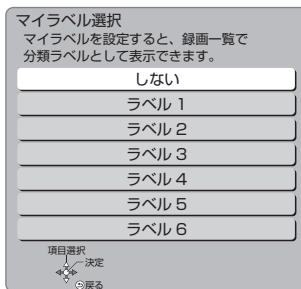 マイラベル選択
マイラベルを設定すると、録画一覧で
分類ラベルとして表示できます。
しない
ラベル 1
ラベル 2
ラベル 3
ラベル 4
ラベル 5
ラベル 6
項目選択
決定
戻る